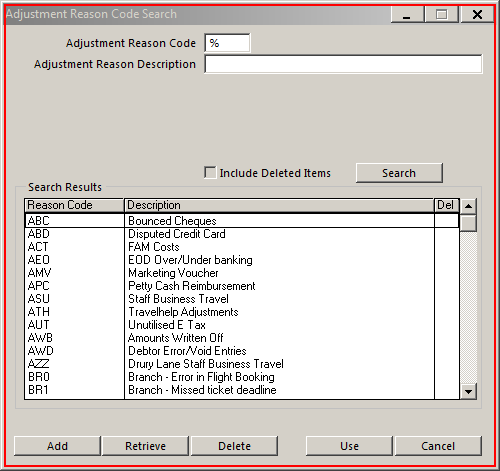 Adjustment Reason Code Search
Adjustment Reason Code %
Adjustment Reason Description
Include Deleted Items Search
Search Results
Reason Code Description Del
ABC Bounced Cheques
ABD Disputed Credit Card
ACT FAM Costs
AEO EOD Over/Under banking
AMV Marketing Voucher
APC Petty Cash Reimbursement
ASU Staff Business Travel
ATH Travelhelp Adjustments
AUT Unutilised E Tax
AWB Amounts Written Off
AWD Debtor Error/Void Entries
AZZ Drury Lane Staff Business Travel
BR0 Branch - Error in Flight Booking
BR1 Branch - Missed ticket deadline
Add Retrieve Delete Use Cancel